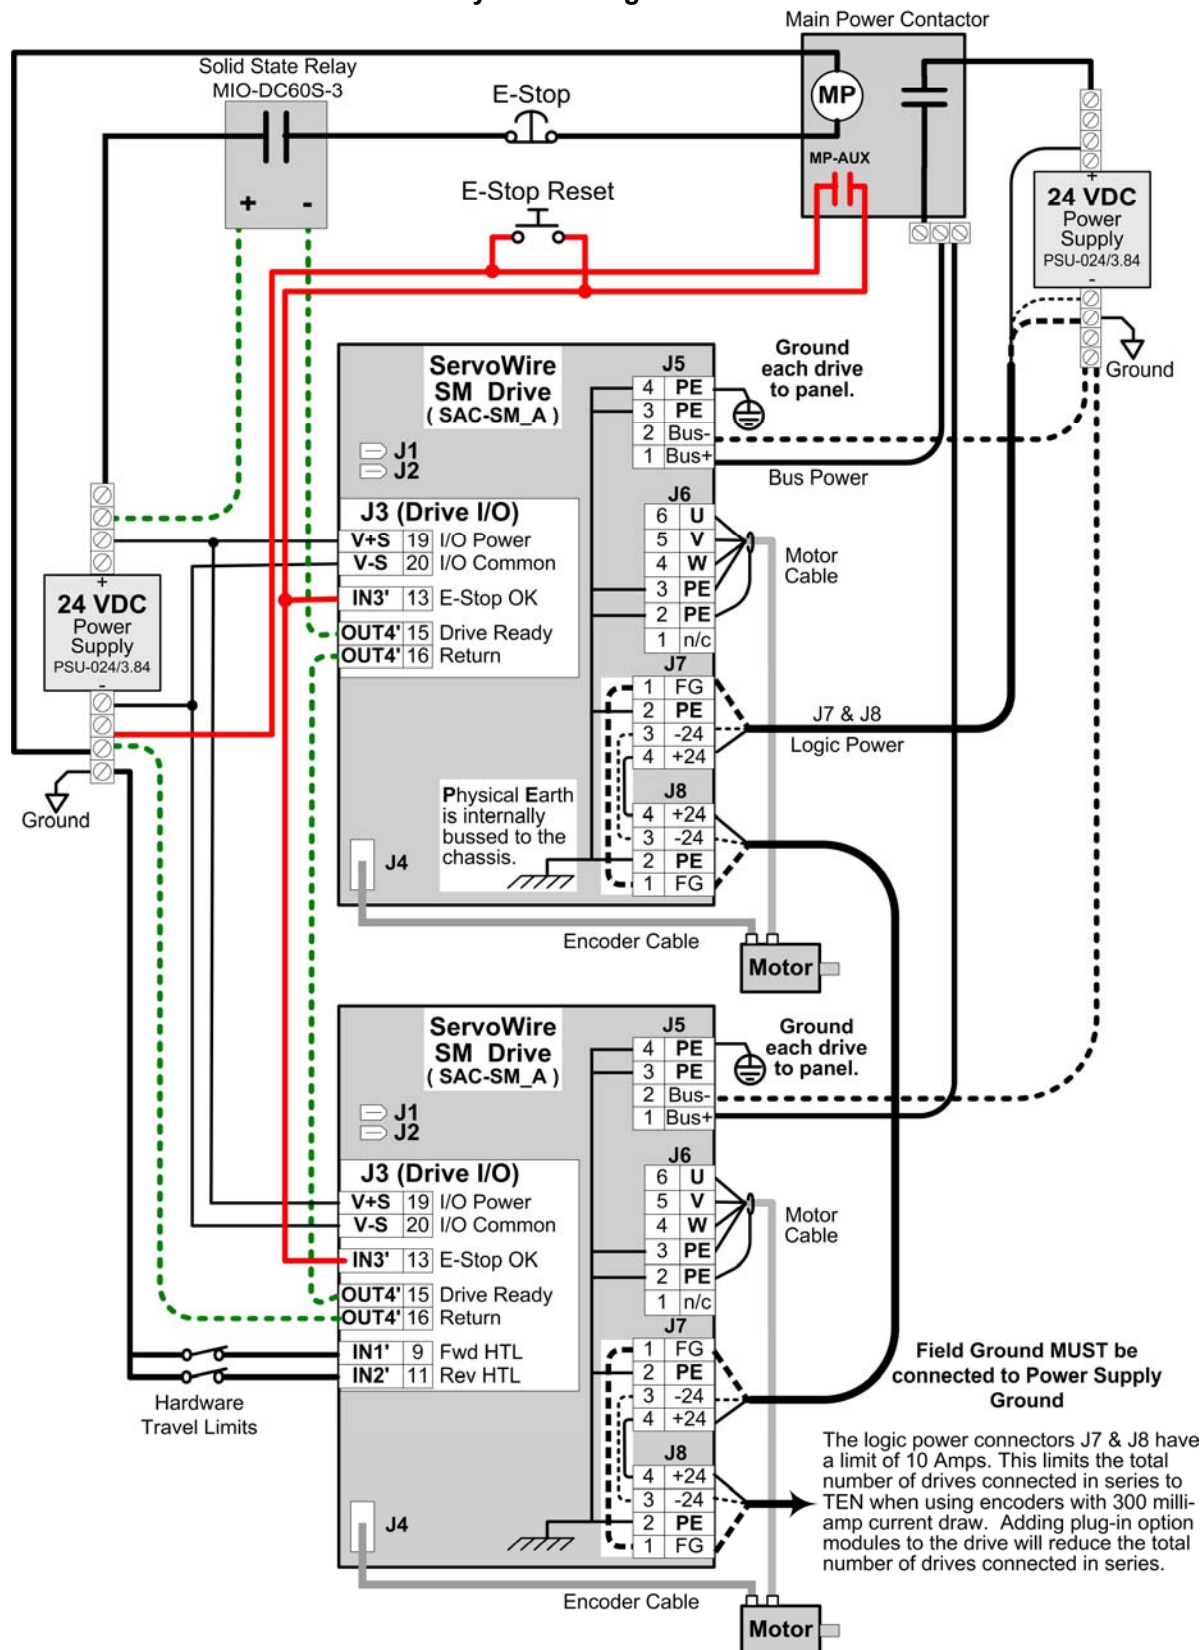 Main Power Contactor
Solid State Relay
MIO-DC60S-3
E-Stop
MP
MP-AUX
+ -
E-Stop Reset
+
24 VDC
Power
Supply
PSU-024/3.84
-
Ground
ServoWire
SM Drive
( SAC-SM_A )
J1
J2
J5
4 PE
3 PE
2 Bus-
1 Bus+
Ground
each drive
to panel.
Bus Power
J3 (Drive I/O)
V+S 19 I/O Power
V-S 20 I/O Common
IN3' 13 E-Stop OK
OUT4' 15 Drive Ready
OUT4' 16 Return
J6
6 U
5 V
4 W
3 PE
2 PE
1 n/c
Motor
Cable
+
24 VDC
Power
Supply
PSU-024/3.84
-
Ground
J7
1 FG
2 PE
3 -24
4 +24
J7 & J8
Logic Power
J8
4 +24
3 -24
2 PE
1 FG
Physical Earth
is internally
bussed to the
chassis.
J4
Encoder Cable
Motor
ServoWire
SM Drive
( SAC-SM_A )
J1
J2
J5
4 PE
3 PE
2 Bus-
1 Bus+
Ground
each drive
to panel.
J3 (Drive I/O)
V+S 19 I/O Power
V-S 20 I/O Common
IN3' 13 E-Stop OK
OUT4' 15 Drive Ready
OUT4' 16 Return
IN1' 9 Fwd HTL
IN2' 11 Rev HTL
Hardware
Travel Limits
J6
6 U
5 V
4 W
3 PE
2 PE
1 n/c
Motor
Cable
J7
1 FG
2 PE
3 -24
4 +24
J8
4 +24
3 -24
2 PE
1 FG
J4
Encoder Cable
Motor
Field Ground MUST be
connected to Power Supply
Ground
The logic power connectors J7 & J8 have
a limit of 10 Amps. This limits the total
number of drives connected in series to
TEN when using encoders with 300 milli-
amp current draw. Adding plug-in option
modules to the drive will reduce the total
number of drives connected in series.